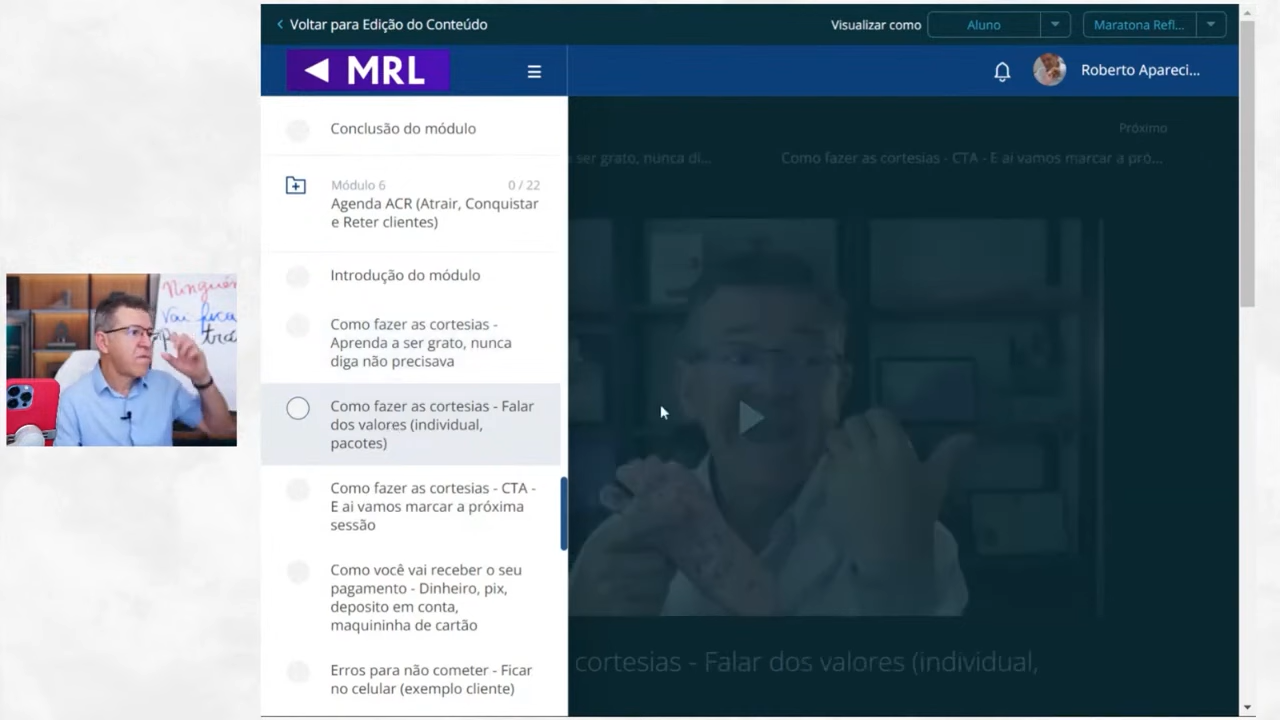 Voltar para Edição do Conteúdo
Visualizar como
Aluno
Maratona Refl...
MRL
Roberto Apareci...
Conclusão do módulo
Próximo
a ser grato, nunca di...
Como fazer as cortesias - CTA - E ai vamos marcar a pró...
Módulo 6
0 / 22
Agenda ACR (Atrair, Conquistar
e Reter clientes)
Introdução do módulo
Como fazer as cortesias -
Aprenda a ser grato, nunca
diga não precisava
Como fazer as cortesias - Falar
dos valores (individual,
pacotes)
Como fazer as cortesias - CTA -
E ai vamos marcar a próxima
sessão
Como você vai receber o seu
pagamento - Dinheiro, pix,
deposito em conta,
maquininha de cartão
Erros para não cometer - Ficar
no celular (exemplo cliente)
cortesias - Falar dos valores (individual,
Ninguém
vai fica
tra